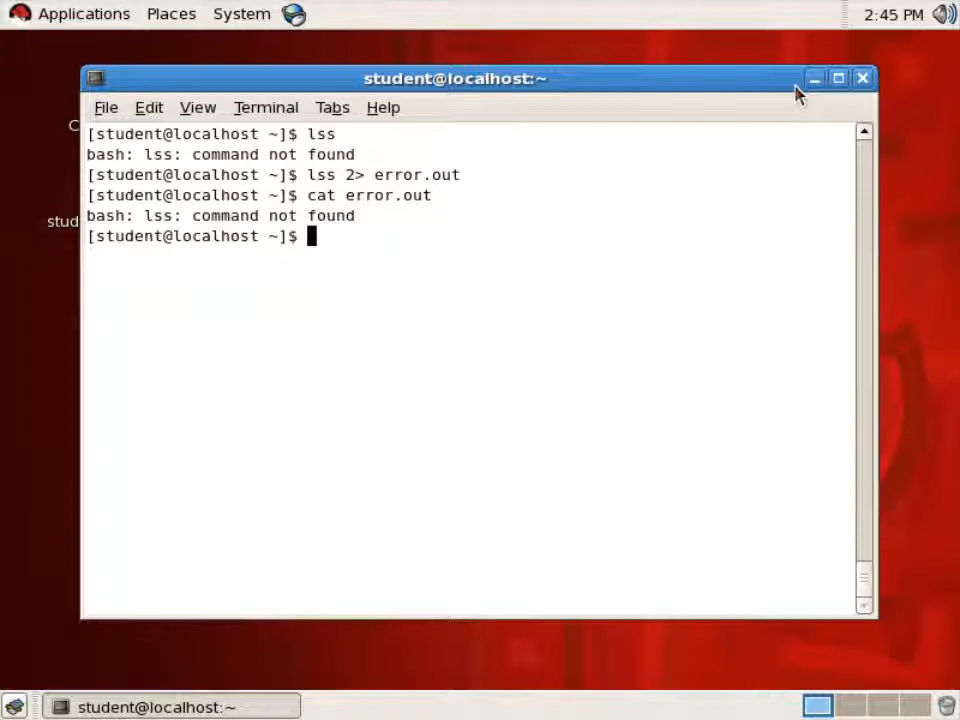 Applications Places System 2:45 PM
student@localhost:~
File Edit View Terminal Tabs Help
C
[student@localhost ~]$ lss
bash: lss: command not found
[student@localhost ~]$ lss 2> error.out
[student@localhost ~]$ cat error.out
stud
bash: lss: command not found
[student@localhost ~]$
student@localhost:~